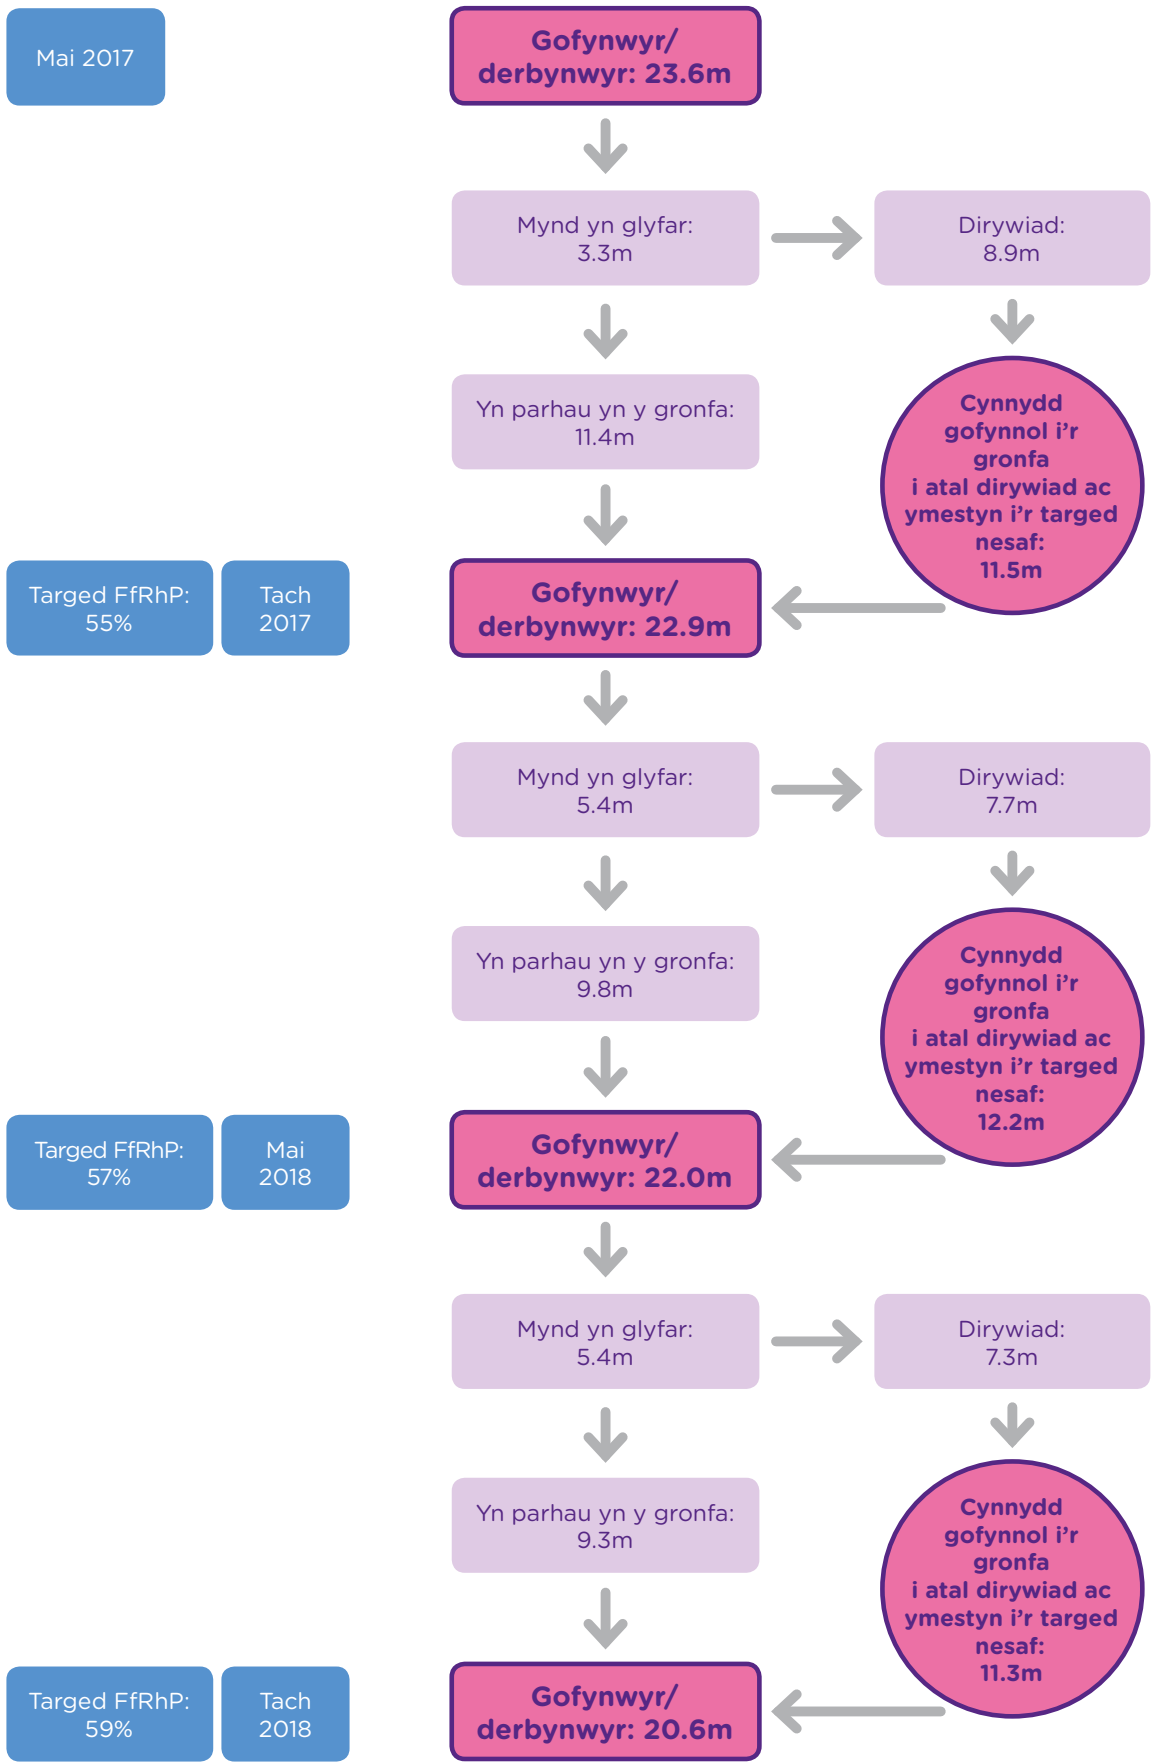 Mai 2017
Gofynwyr/
derbynwyr: 23.6m
Mynd yn glyfar:
3.3m
Dirywiad:
8.9m
Yn parhau yn y gronfa:
11.4m
Cynnydd
gofynnol i'r
gronfa
i atal dirywiad ac
ymestyn i'r targed
nesaf:
11.5m
Targed FfRhP:
55%
Tach
2017
Gofynwyr/
derbynwyr: 22.9m
Mynd yn glyfar:
5.4m
Dirywiad:
7.7m
Yn parhau yn y gronfa:
9.8m
Cynnydd
gofynnol i'r
gronfa
i atal dirywiad ac
ymestyn i'r targed
nesaf:
12.2m
Targed FfRhP:
57%
Mai
2018
Gofynwyr/
derbynwyr: 22.0m
Mynd yn glyfar:
5.4m
Dirywiad:
7.3m
Yn parhau yn y gronfa:
9.3m
Cynnydd
gofynnol i'r
gronfa
i atal dirywiad ac
ymestyn i'r targed
nesaf:
11.3m
Targed FfRhP:
59%
Tach
2018
Gofynwyr/
derbynwyr: 20.6m